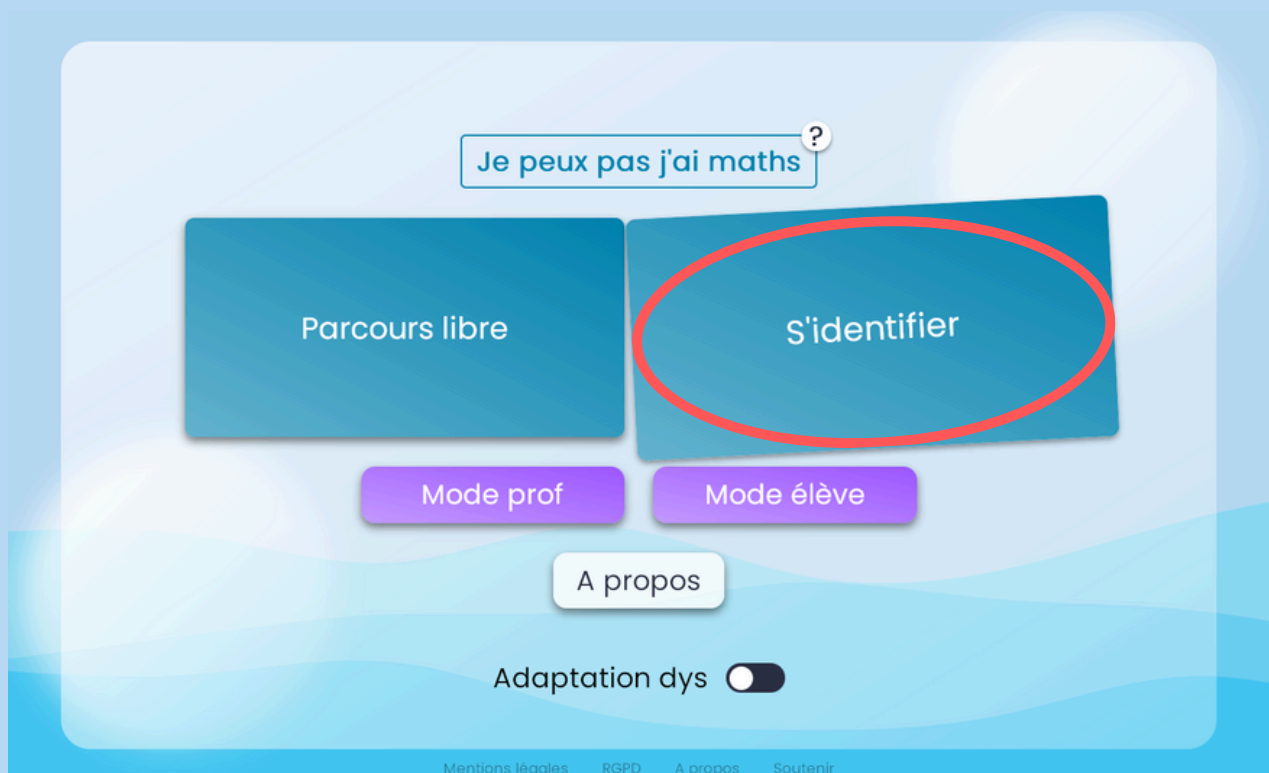 Je peux pas j'ai maths
?
Parcours libre
S'identifier
Mode prof
Mode élève
A propos
Adaptation dys
Mentions légales RGPD A propos Soutenir